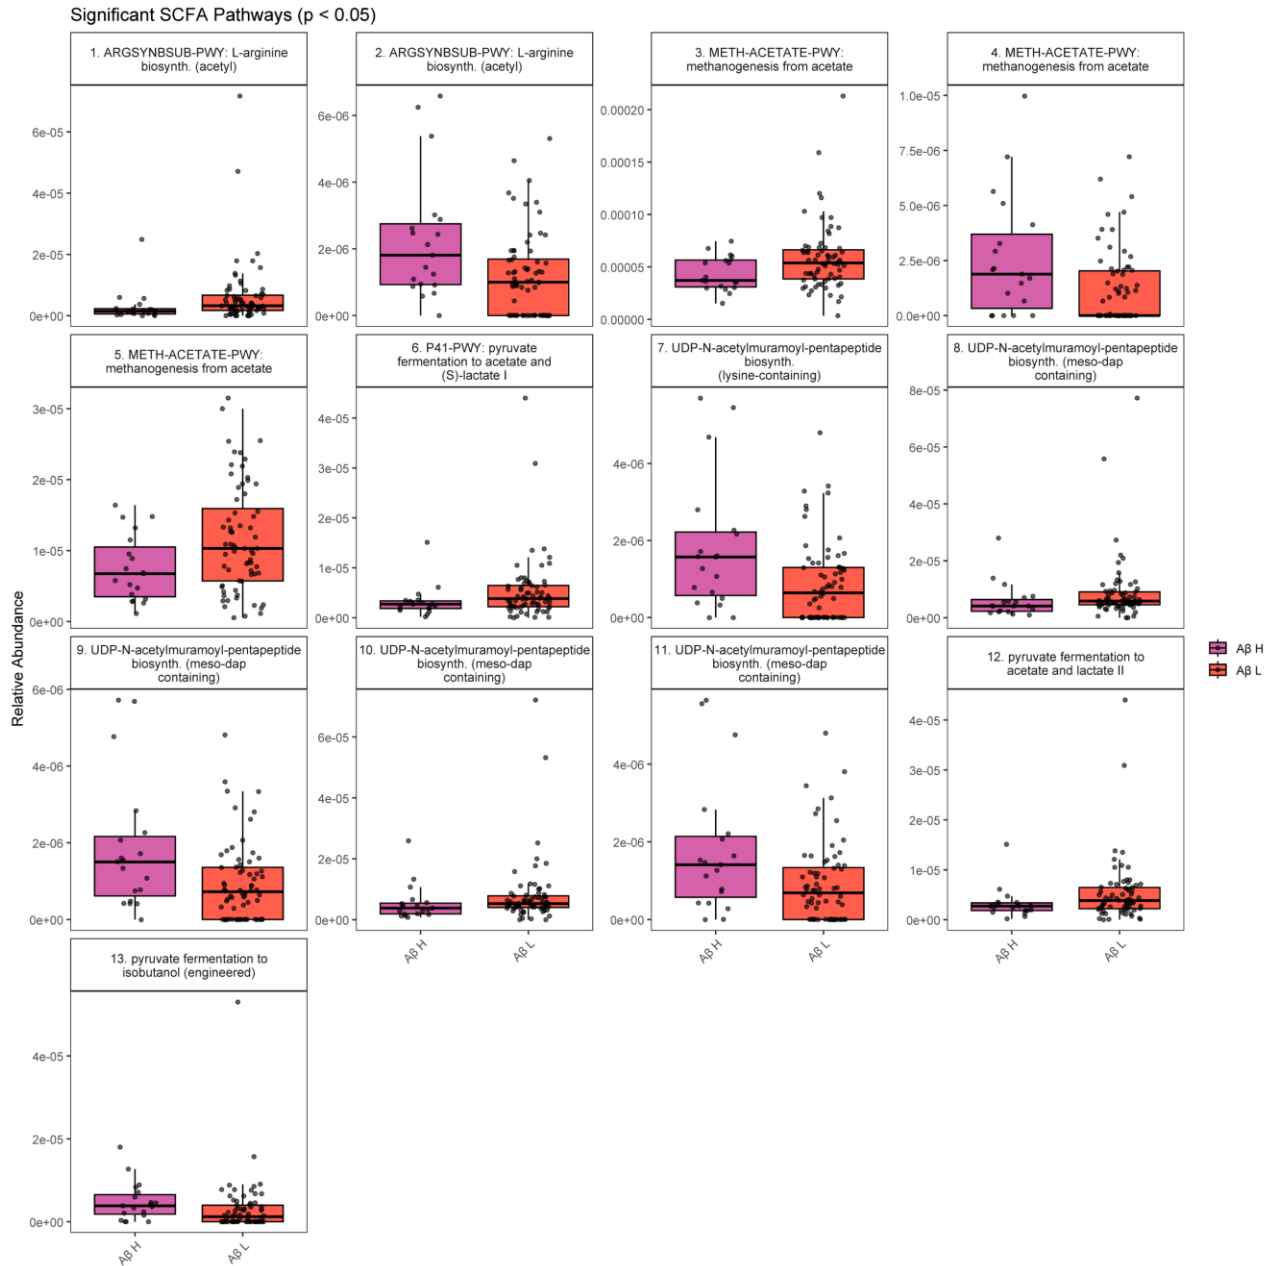 Significant SCFA Pathways (p < 0.05)
1. ARGSYNBSUB-PWY: L-arginine
biosynth. (acetyl)
2. ARGSYNBSUB-PWY: L-arginine
biosynth. (acetyl)
3. METH-ACETATE-PWY:
methanogenesis from acetate
4. METH-ACETATE-PWY:
methanogenesis from acetate
6e-05
4e-05
2e-05
0e+00
6e-06
4e-06
2e-06
0e+00
0.00020
0.00015
0.00010
0.00005
0.00000
1.0e-05
7.5e-06
5.0e-06
2.5e-06
0.0e+00
5. METH-ACETATE-PWY:
methanogenesis from acetate
6. P41-PWY: pyruvate
fermentation to acetate and
(S)-lactate I
7. UDP-N-acetylmuramoyl-pentapeptide
biosynth.
(lysine-containing)
8. UDP-N-acetylmuramoyl-pentapeptide
biosynth. (meso-dap
containing)
3e-05
2e-05
1e-05
0e+00
4e-05
3e-05
2e-05
1e-05
0e+00
4e-06
2e-06
0e+00
8e-05
6e-05
4e-05
2e-05
0e+00
9. UDP-N-acetylmuramoyl-pentapeptide
biosynth. (meso-dap
containing)
10. UDP-N-acetylmuramoyl-pentapeptide
biosynth. (meso-dap
containing)
11. UDP-N-acetylmuramoyl-pentapeptide
biosynth. (meso-dap
containing)
12. pyruvate fermentation to
acetate and lactate II
6e-06
4e-06
2e-06
0e+00
6e-05
4e-05
2e-05
0e+00
4e-06
2e-06
0e+00
4e-05
3e-05
2e-05
1e-05
0e+00
Aβ H
Aβ L
Aβ H
Aβ L
Aβ H
Aβ L
13. pyruvate fermentation to
isobutanol (engineered)
4e-05
2e-05
0e+00
Aβ H
Aβ L
Relative Abundance
Aβ H
Aβ L